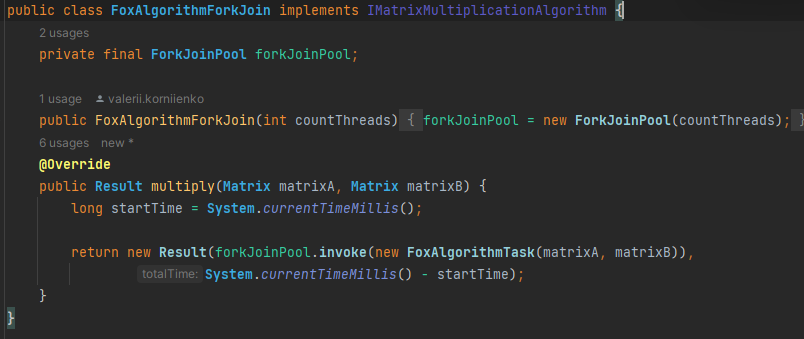 public class FoxAlgorithmForkJoin implements IMatrixMultiplicationAlgorithm {
2 usages
private final ForkJoinPool forkJoinPool;
1 usage valerii.korniienko
public FoxAlgorithmForkJoin(int countThreads) { forkJoinPool = new ForkJoinPool(countThreads); }
6 usages new *
@Override
public Result multiply(Matrix matrixA, Matrix matrixB) {
long startTime = System.currentTimeMillis();
return new Result(forkJoinPool.invoke(new FoxAlgorithmTask(matrixA, matrixB)),
totalTime: System.currentTimeMillis() - startTime);
}
}